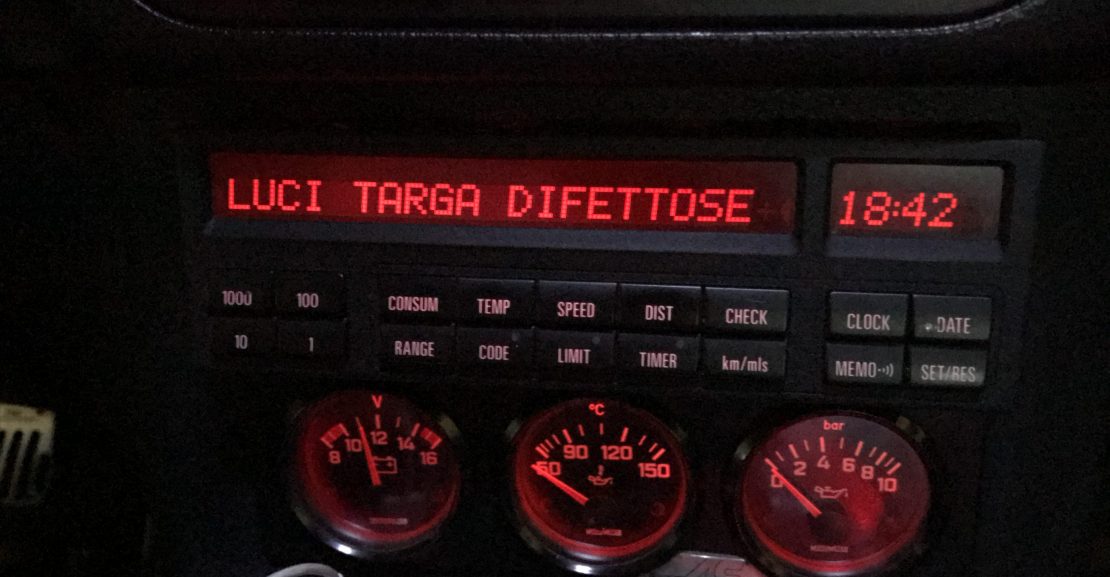 LUCI TARGA DIFETTOSE 18:42
1000 100 CONSUM TEMP SPEED DIST CHECK CLOCK DATE
10 1 RANGE CODE LIMIT TIMER km/mls MEMO SET/RES
V
8 10 12 14 16
°C
60 90 120 150
bar
0 2 4 6 8 10